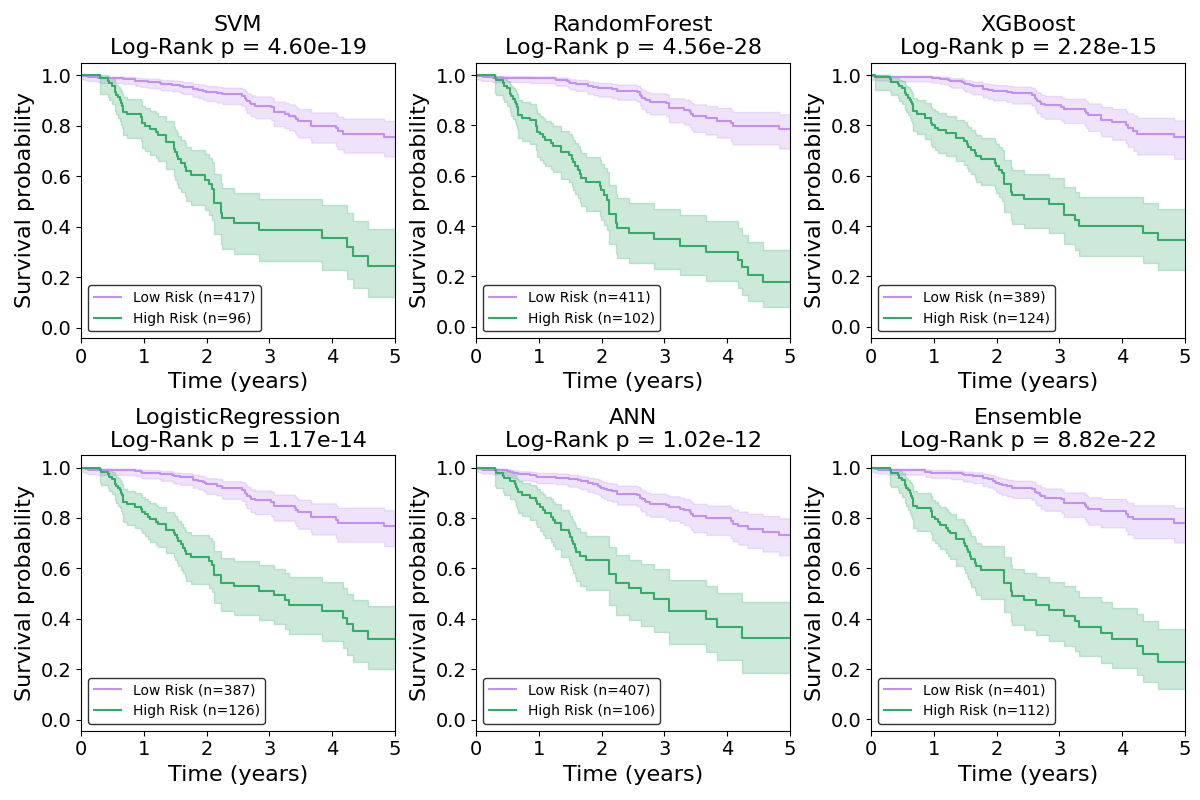 SVM
Log-Rank p = 4.60e-19
Survival probability
1.0
0.8
0.6
0.4
0.2
0.0
Low Risk (n=417)
High Risk (n=96)
0 1 2 3 4 5
Time (years)
RandomForest
Log-Rank p = 4.56e-28
Survival probability
1.0
0.8
0.6
0.4
0.2
0.0
Low Risk (n=411)
High Risk (n=102)
0 1 2 3 4 5
Time (years)
XGBoost
Log-Rank p = 2.28e-15
Survival probability
1.0
0.8
0.6
0.4
0.2
0.0
Low Risk (n=389)
High Risk (n=124)
0 1 2 3 4 5
Time (years)
LogisticRegression
Log-Rank p = 1.17e-14
Survival probability
1.0
0.8
0.6
0.4
0.2
0.0
Low Risk (n=387)
High Risk (n=126)
0 1 2 3 4 5
Time (years)
ANN
Log-Rank p = 1.02e-12
Survival probability
1.0
0.8
0.6
0.4
0.2
0.0
Low Risk (n=407)
High Risk (n=106)
0 1 2 3 4 5
Time (years)
Ensemble
Log-Rank p = 8.82e-22
Survival probability
1.0
0.8
0.6
0.4
0.2
0.0
Low Risk (n=401)
High Risk (n=112)
0 1 2 3 4 5
Time (years)